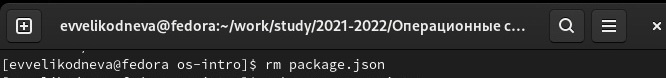 evvelikodneva@fedora:~/work/study/2021-2022/Операционные с...
[evvelikodneva@fedora os-intro]$ rm package.json